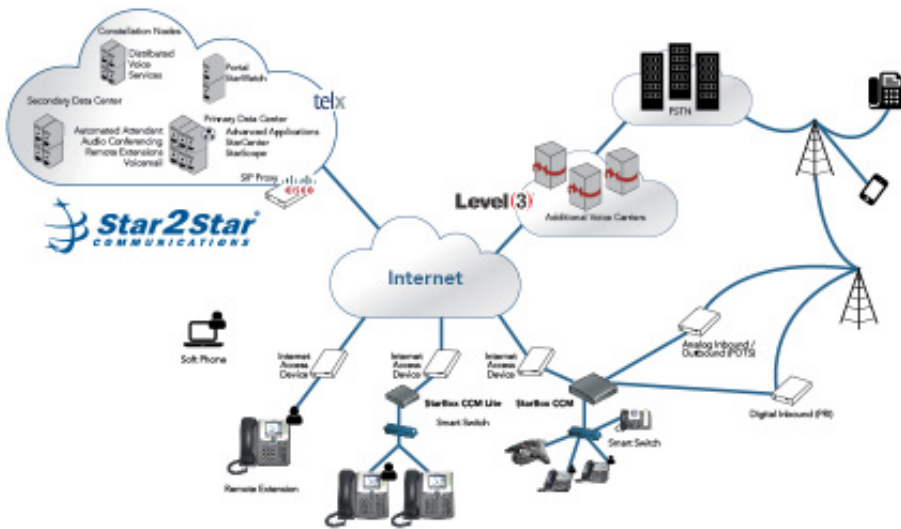 Constellation Nodes
Distributed
Voice
Services
Portal
StarWatch
Secondary Data Center
telx
Primary Data Center
Automated Attendant
Audio Conferencing
Remote Extensions
Voicemail
Advanced Applications
StarCenter
StarScope
SIP Proxy
CISCO
Star2Star®
COMMUNICATIONS
PSTN
Level(3)
Additional Voice Carriers
Internet
Soft Phone
Internet
Access
Device
Internet
Access
Device
Internet
Access
Device
Analog Inbound /
Outbound (POTS)
StarBox CCM Lite
Smart Switch
StarBox CCM
Smart Switch
Digital Inbound (PRI)
Remote Extension